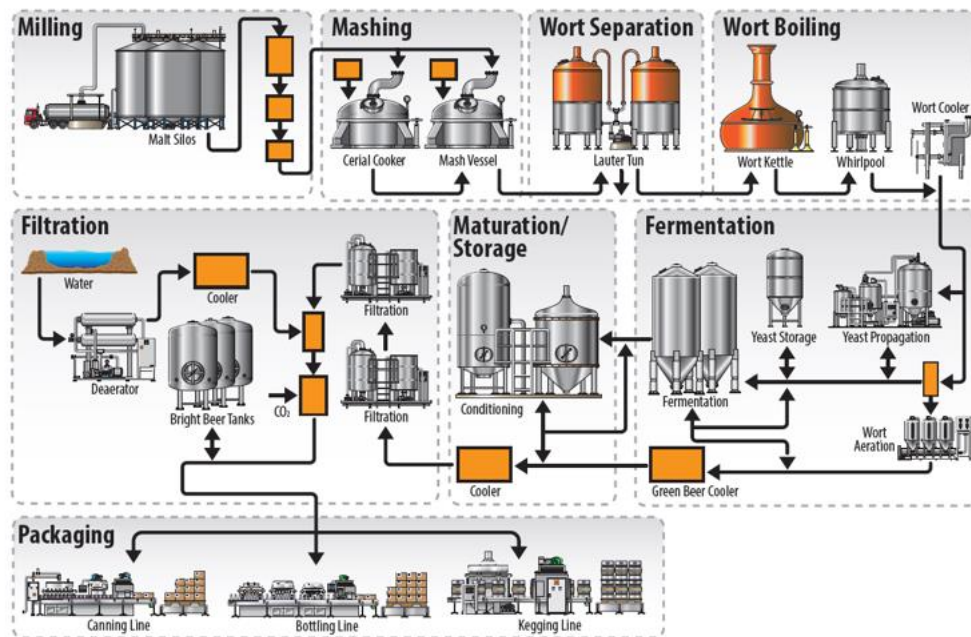 Milling
Malt Silos
Mashing
Cerial Cooker
Mash Vessel
Wort Separation
Lauter Tun
Wort Boiling
Wort Kettle
Whirlpool
Wort Cooler
Filtration
Water
Cooler
Deaerator
Bright Beer Tanks
CO₂
Filtration
Filtration
Maturation/
Storage
Conditioning
Cooler
Fermentation
Yeast Storage
Yeast Propagation
Fermentation
Wort
Aeration
Green Beer Cooler
Packaging
Canning Line
Bottling Line
Kegging Line